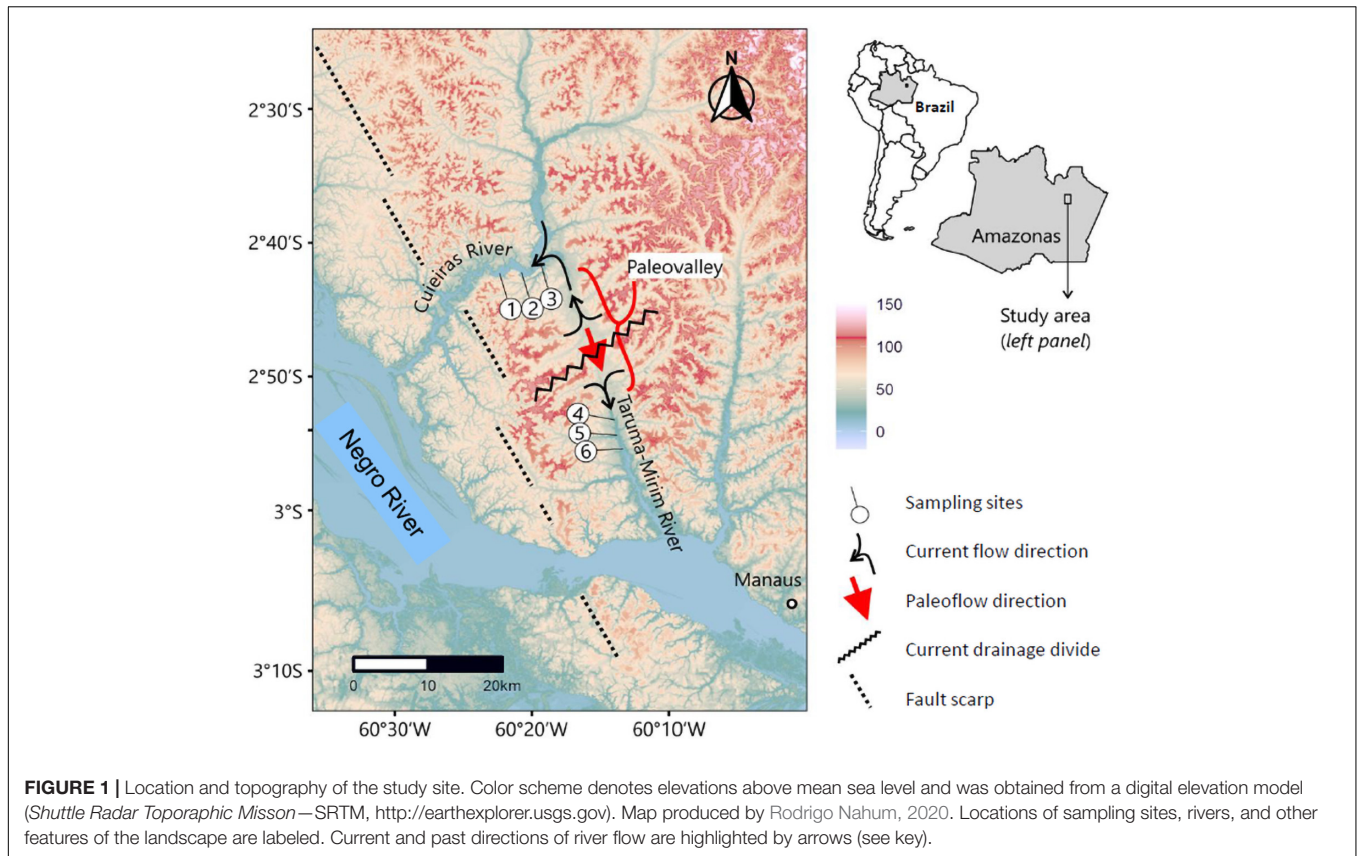 N
2°30'S
2°40'S
2°50'S
3°S
3°10'S
60°30'W
60°20'W
60°10'W
Cuieiras River
Paleovalley
1
2
3
4
5
6
Taruma-Mirim River
Negro River
Manaus
0
10
20km
Brazil
Amazonas
Study area
(left panel)
150
100
50
0
Sampling sites
Current flow direction
Paleoflow direction
Current drainage divide
Fault scarp
FIGURE 1 | Location and topography of the study site. Color scheme denotes elevations above mean sea level and was obtained from a digital elevation model
(Shuttle Radar Toporaphic Misson—SRTM, http://earthexplorer.usgs.gov). Map produced by Rodrigo Nahum, 2020. Locations of sampling sites, rivers, and other
features of the landscape are labeled. Current and past directions of river flow are highlighted by arrows (see key).